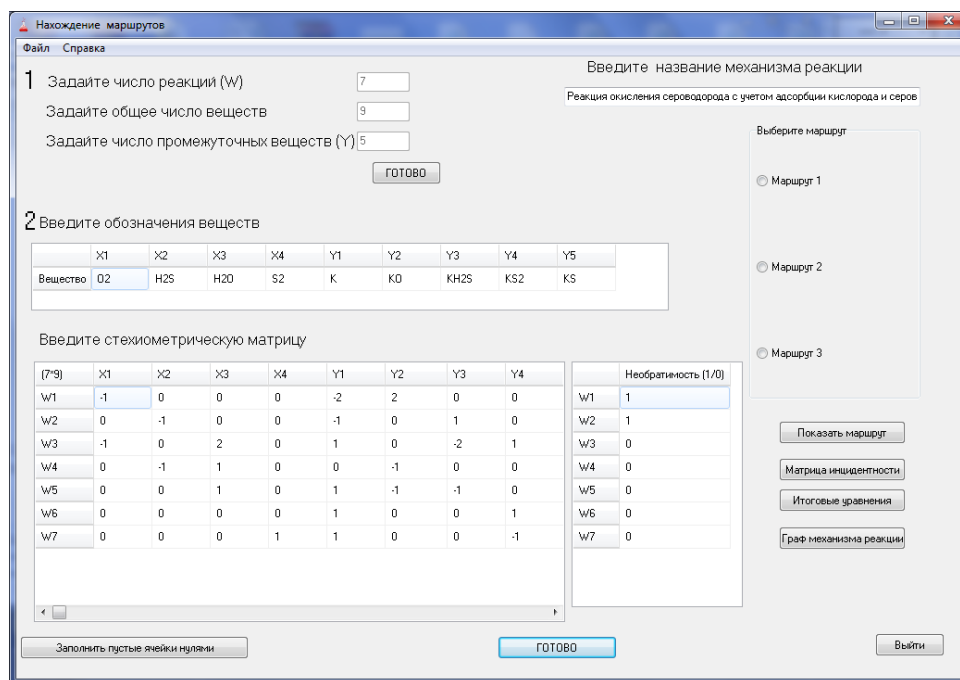 Нахождение маршрутов
Файл Справка
1 Задайте число реакций (W) 7
Задайте общее число веществ 9
Задайте число промежуточных веществ (Y) 5
ГОТОВО
Введите название механизма реакции
Реакция окисления сероводорода с учетом адсорбции кислорода и серов
Выберите маршрут
Маршрут 1
Маршрут 2
Маршрут 3
2 Введите обозначения веществ
X1 X2 X3 X4 Y1 Y2 Y3 Y4 Y5
Вещество O2 H2S H2O S2 K KO KH2S KS2 KS
Введите стехиометрическую матрицу
(7*9) X1 X2 X3 X4 Y1 Y2 Y3 Y4
W1 -1 0 0 0 -2 2 0 0
W2 0 -1 0 0 -1 0 1 0
W3 -1 0 2 0 1 0 -2 1
W4 0 -1 1 0 0 -1 0 0
W5 0 0 1 0 1 -1 -1 0
W6 0 0 0 0 1 0 0 1
W7 0 0 0 1 1 0 0 -1
Необратимость (1/0)
W1 1
W2 1
W3 0
W4 0
W5 0
W6 0
W7 0
Показать маршрут
Матрица инцидентности
Итоговые уравнения
Граф механизма реакции
Заполнить пустые ячейки нулями
ГОТОВО
Выйти